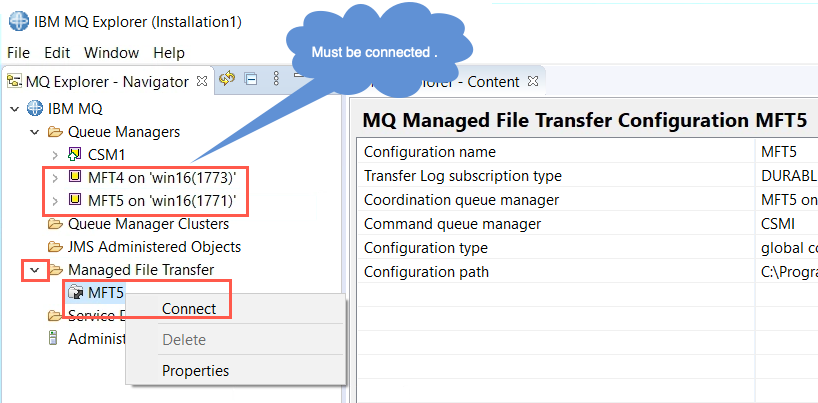 IBM MQ Explorer (Installation1)
File Edit Window Help
Must be connected .
MQ Explorer - Navigator
Explorer - Content
IBM MQ
Queue Managers
CSM1
MFT4 on 'win16(1773)'
MFT5 on 'win16(1771)'
Queue Manager Clusters
JMS Administered Objects
Managed File Transfer
MFT5
Service D
Administ
Connect
Delete
Properties
MQ Managed File Transfer Configuration MFT5
Configuration name MFT5
Transfer Log subscription type DURABL
Coordination queue manager MFT5 on
Command queue manager CSMI
Configuration type global co
Configuration path C:\Progra